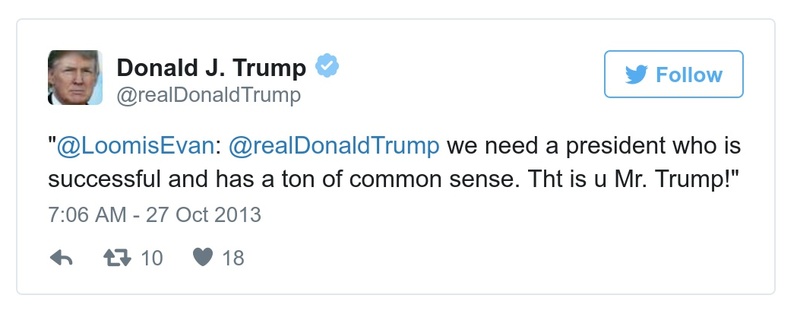 Donald J. Trump
@realDonaldTrump
Follow
"@LoomisEvan: @realDonaldTrump we need a president who is
successful and has a ton of common sense. Tht is u Mr. Trump!"
7:06 AM - 27 Oct 2013
10 18